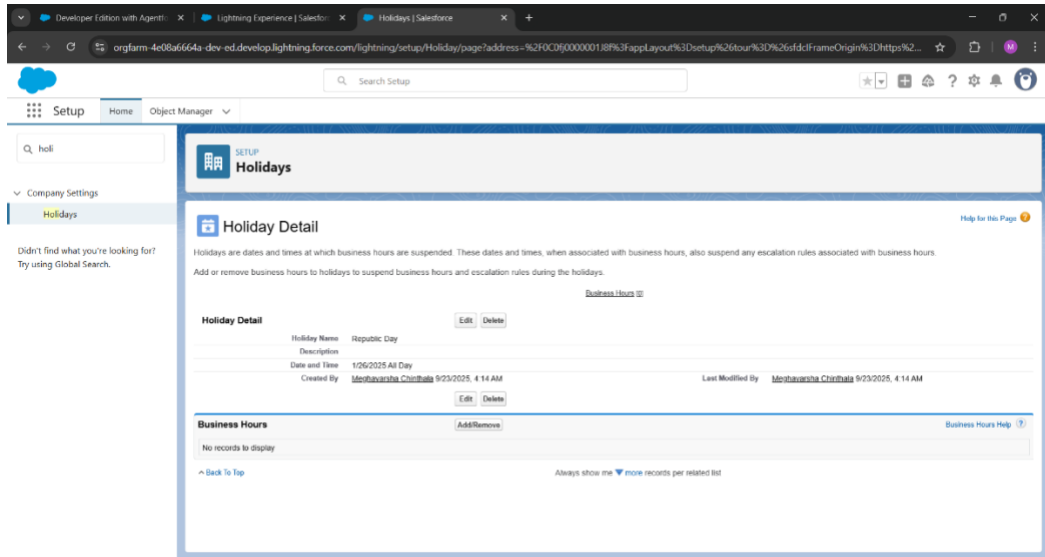 Developer Edition with Agentfo
Lightning Experience | Salesfor
Holidays | Salesforce
orgfarm-4e08a6664a-dev-ed.develop.lightning.force.com/lightning/setup/Holiday/page?address=%2F0C0fj0000001J8f%3FappLayout%3Dsetup%26tour%3D%26sfdcIFrameOrigin%3Dhttps%2...
M
Search Setup
Setup Home Object Manager
holi
SETUP
Holidays
Company Settings
Holidays
Didn't find what you're looking for?
Try using Global Search.
Holiday Detail
Help for this Page
Holidays are dates and times at which business hours are suspended. These dates and times, when associated with business hours, also suspend any escalation rules associated with business hours.
Add or remove business hours to holidays to suspend business hours and escalation rules during the holidays.
Business Hours [0]
Holiday Detail Edit Delete
Holiday Name Republic Day
Description
Date and Time 1/26/2025 All Day
Created By Meghavarsha Chinthala 9/23/2025, 4:14 AM Last Modified By Meghavarsha Chinthala 9/23/2025, 4:14 AM
Edit Delete
Business Hours Add/Remove Business Hours Help ?
No records to display
^ Back To Top Always show me ▼ more records per related list